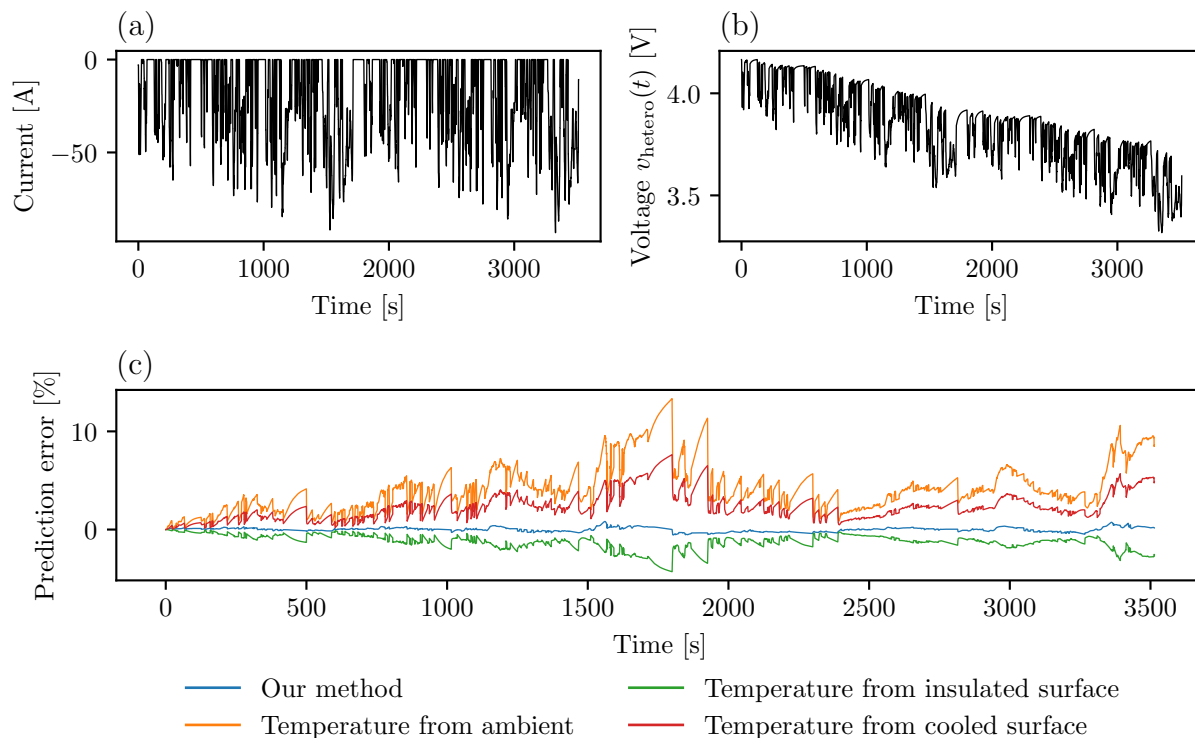 (a)
Current [A]
0
−50
0 1000 2000 3000
Time [s]
(b)
Voltage v_hetero(t) [V]
4.0
3.5
0 1000 2000 3000
Time [s]
(c)
Prediction error [%]
10
0
0 500 1000 1500 2000 2500 3000 3500
Time [s]
Our method
Temperature from ambient
Temperature from insulated surface
Temperature from cooled surface